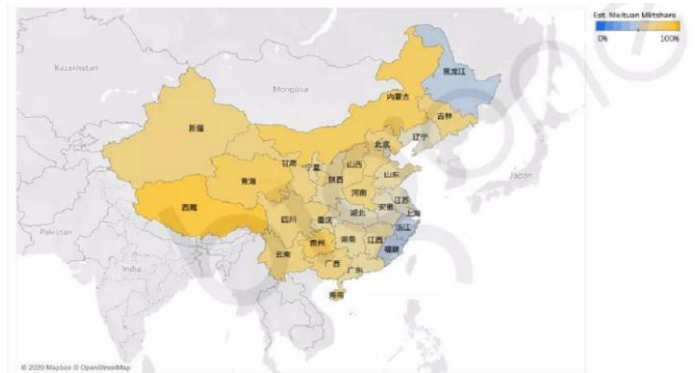 Est. Meituan Mktshare
0%
100%
Kazakhstan
Mongolia
黑龙江
内蒙古
吉林
新疆
辽宁
北京
甘肃
宁夏
山西
青海
陕西
山东
河南
西藏
江苏
安徽
上海
湖北
四川
重庆
浙江
贵州
湖南
江西
福建
云南
广西
广东
海南
Japan
Pakistan
India
© 2020 Mapbox © OpenStreetMap